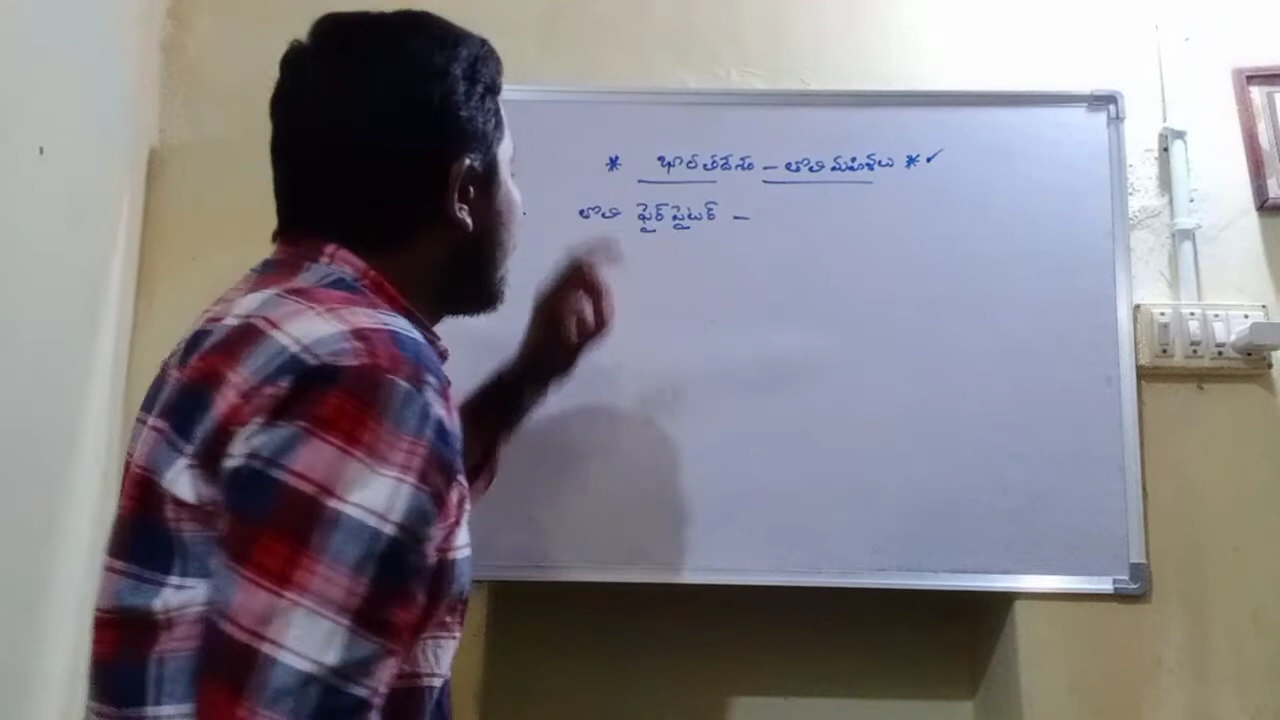 * భారతదేశం - తొలి మహిళలు * ✓
తొలి ఫైర్ ఫైటర్ -